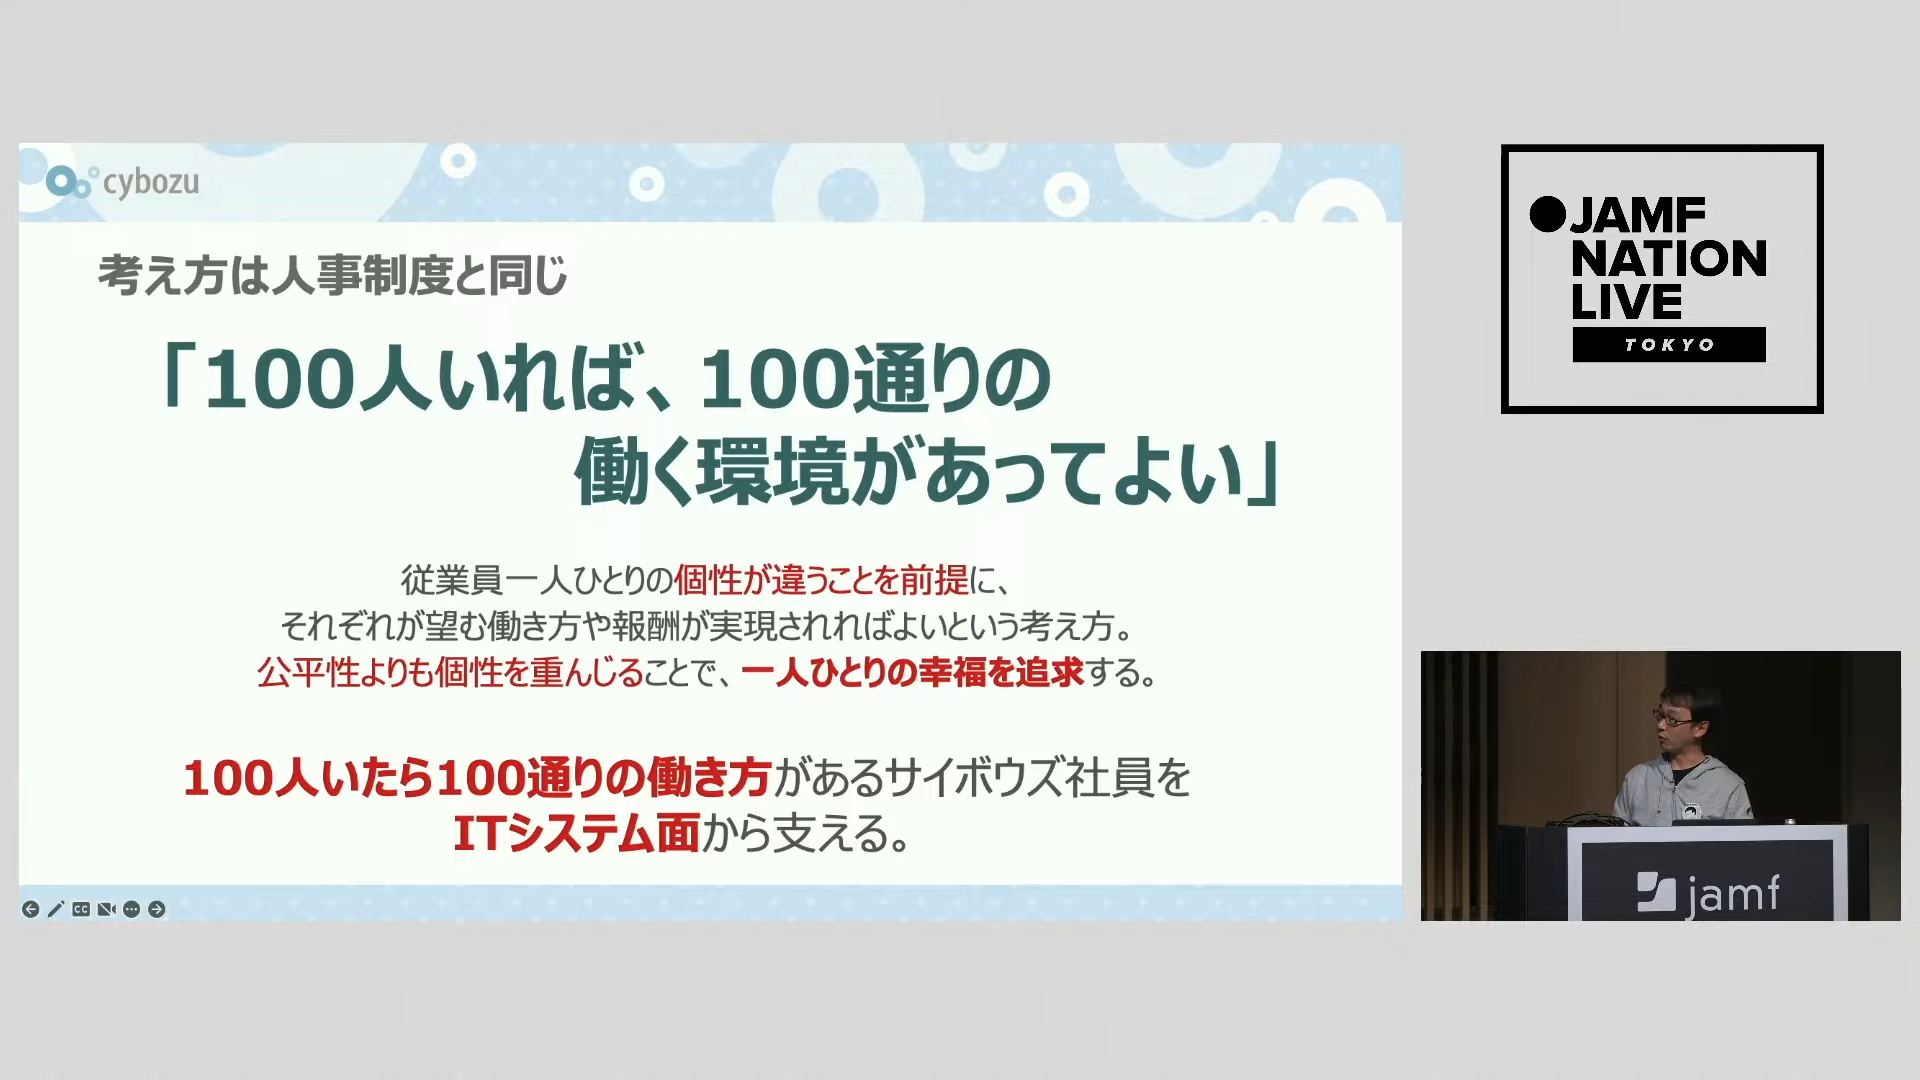 cybozu
考え方は人事制度と同じ
「100人いれば、100通りの
働く環境があってよい」
従業員一人ひとりの個性が違うことを前提に、
それぞれが望む働き方や報酬が実現されればよいという考え方。
公平性よりも個性を重んじることで、一人ひとりの幸福を追求する。
100人いたら100通りの働き方があるサイボウズ社員を
ITシステム面から支える。
CC
JAMF
NATION
LIVE
TOKYO
jamf